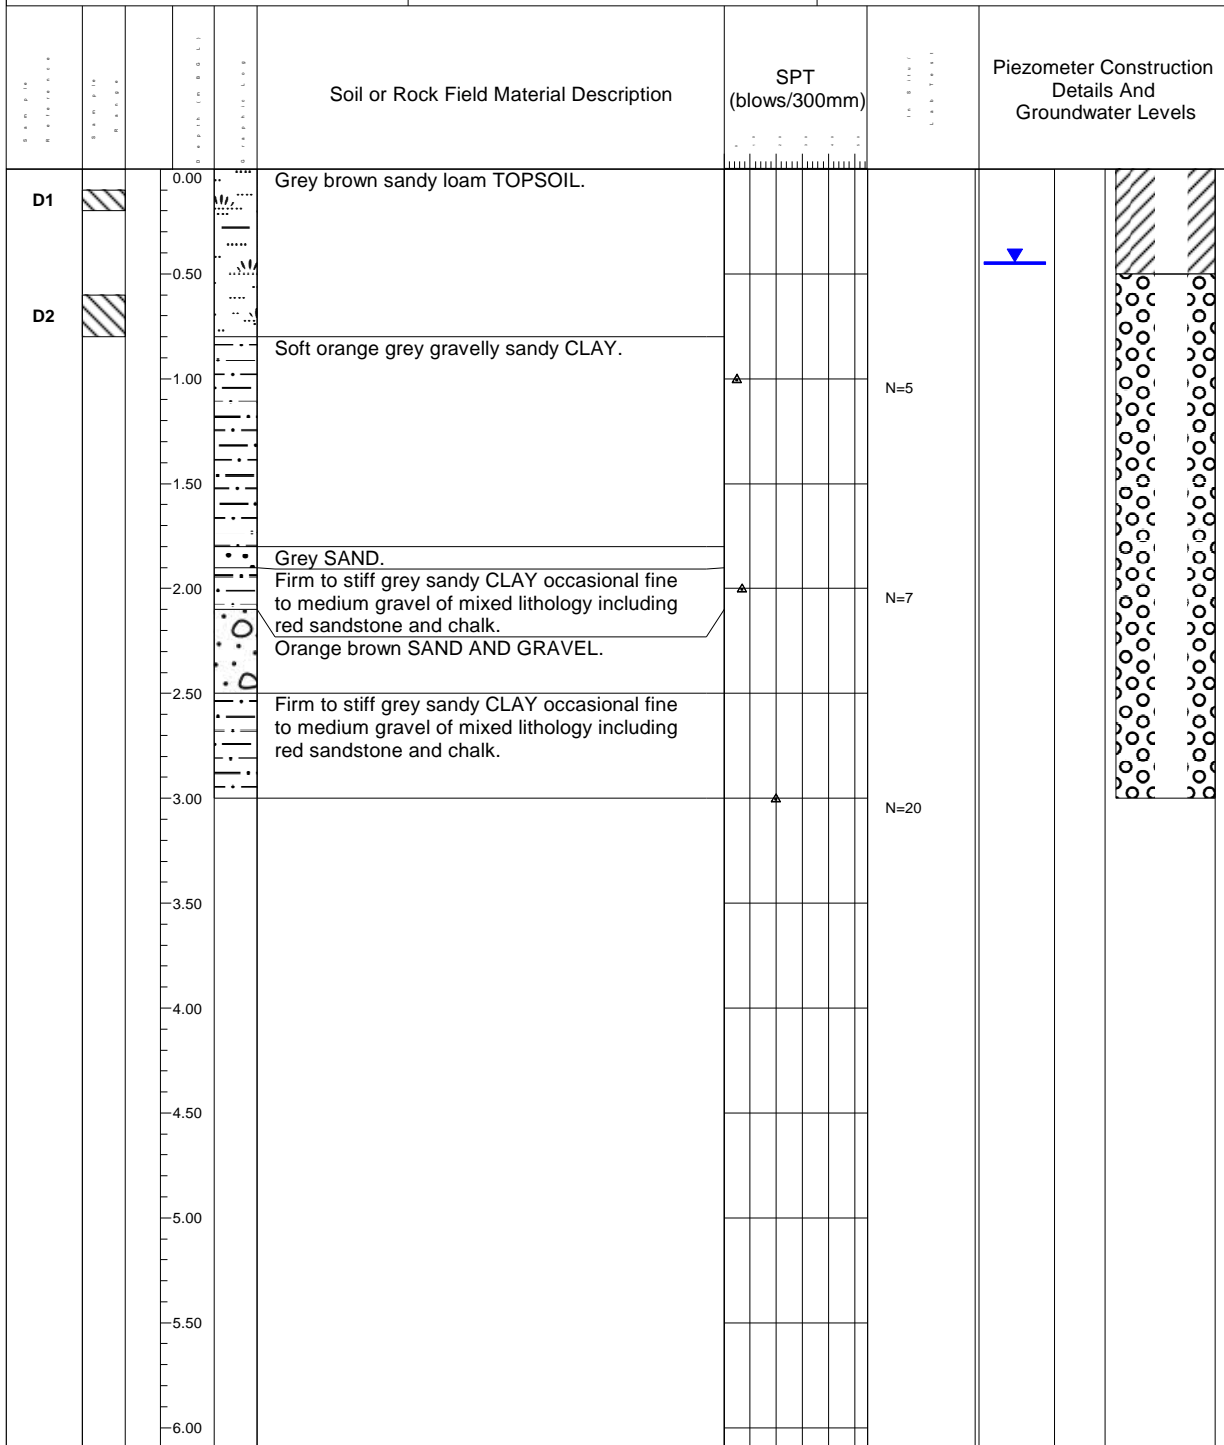 Soil or Rock Field Material Description
SPT
(blows/300mm)
Piezometer Construction
Details And
Groundwater Levels
0.00
Grey brown sandy loam TOPSOIL.
D1
0.50
D2
Soft orange grey gravelly sandy CLAY.
1.00
N=5
1.50
Grey SAND.
Firm to stiff grey sandy CLAY occasional fine
to medium gravel of mixed lithology including
red sandstone and chalk.
2.00
N=7
Orange brown SAND AND GRAVEL.
2.50
Firm to stiff grey sandy CLAY occasional fine
to medium gravel of mixed lithology including
red sandstone and chalk.
3.00
N=20
3.50
4.00
4.50
5.00
5.50
6.00